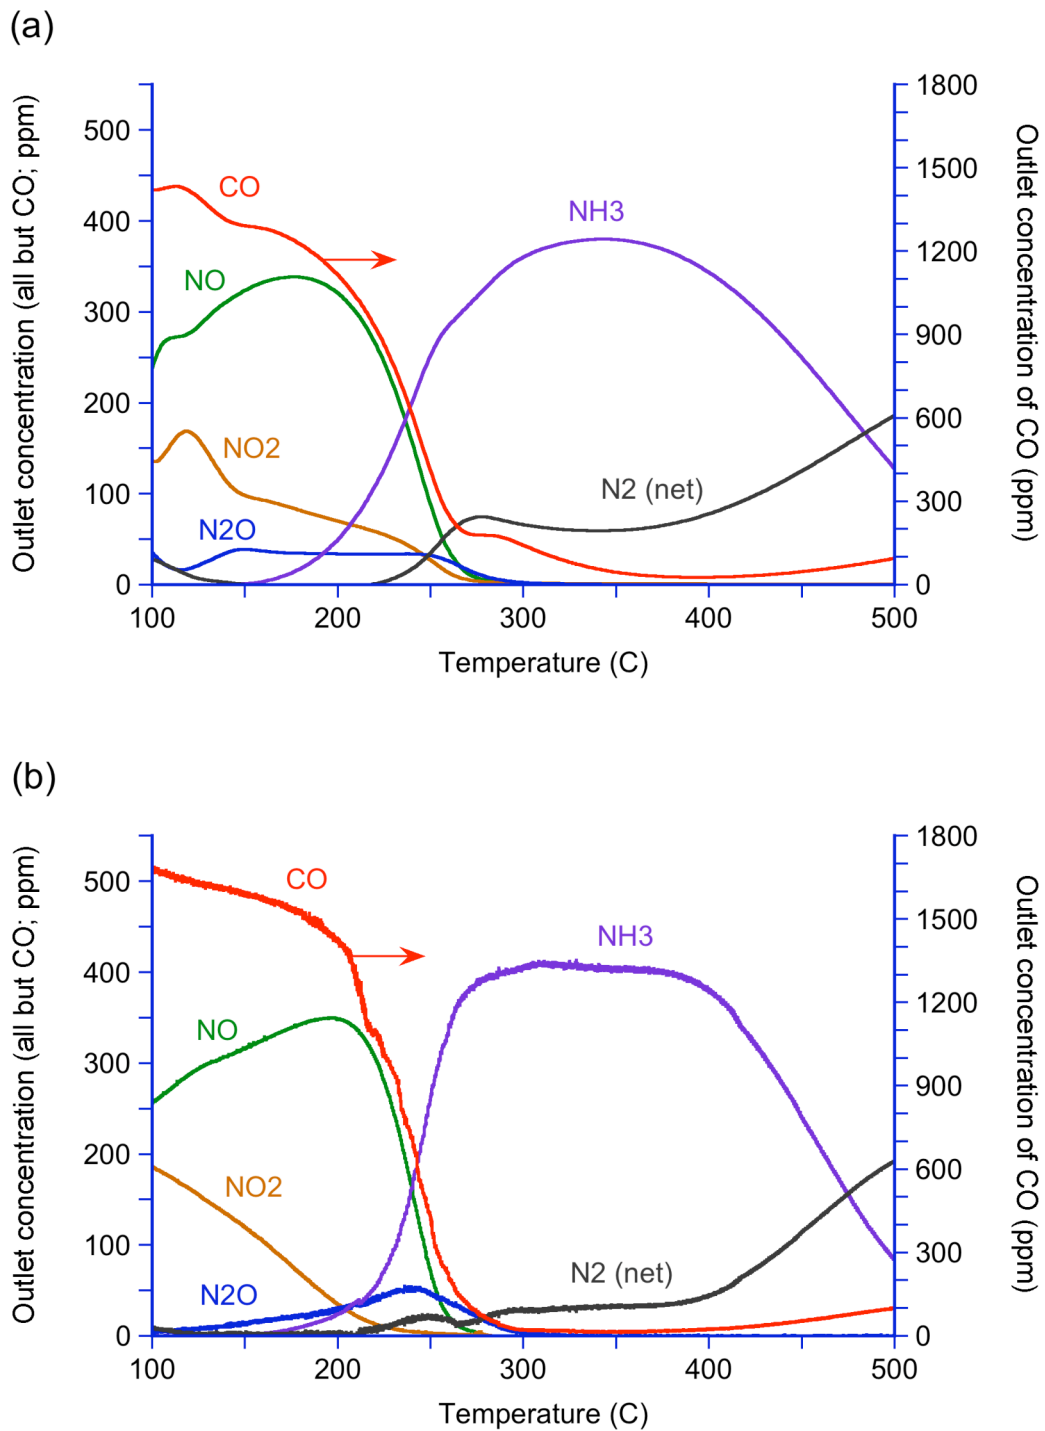 (a)
Outlet concentration (all but CO; ppm)
500
400
300
200
100
0
1800
1500
1200
900
600
300
0
Outlet concentration of CO (ppm)
CO
NO
NO2
N2O
NH3
N2 (net)
100
200
300
400
500
Temperature (C)
(b)
Outlet concentration (all but CO; ppm)
500
400
300
200
100
0
1800
1500
1200
900
600
300
0
Outlet concentration of CO (ppm)
CO
NO
NO2
N2O
NH3
N2 (net)
100
200
300
400
500
Temperature (C)